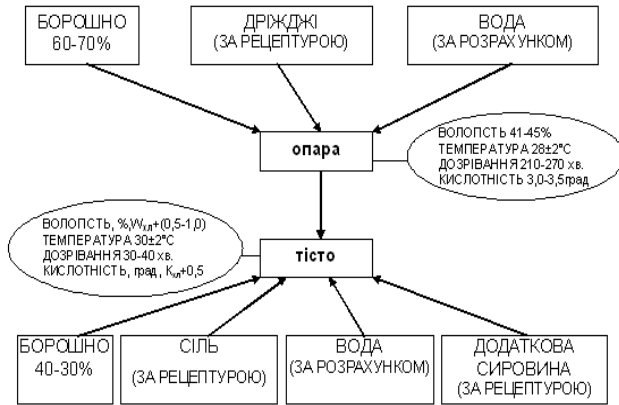 БОРОШНО
60-70%
ДРІЖДЖІ
(ЗА РЕЦЕПТУРОЮ)
ВОДА
(ЗА РОЗРАХУНКОМ)
опара
ВОЛОГІСТЬ 41-45%
ТЕМПЕРАТУРА 28±2°С
ДОЗРІВАННЯ 210-270 хв.
КИСЛОТНІСТЬ 3,0-3,5град
ВОЛОГІСТЬ, %,Wхл+(0,5-1,0)
ТЕМПЕРАТУРА 30±2°С
ДОЗРІВАННЯ 30-40 хв.
КИСЛОТНІСТЬ, град, Кхл+0,5
тісто
БОРОШНО
40-30%
СІЛЬ
(ЗА РЕЦЕПТУРОЮ)
ВОДА
(ЗА РОЗРАХУНКОМ)
ДОДАТКОВА
СИРОВИНА
(ЗА РЕЦЕПТУРОЮ)